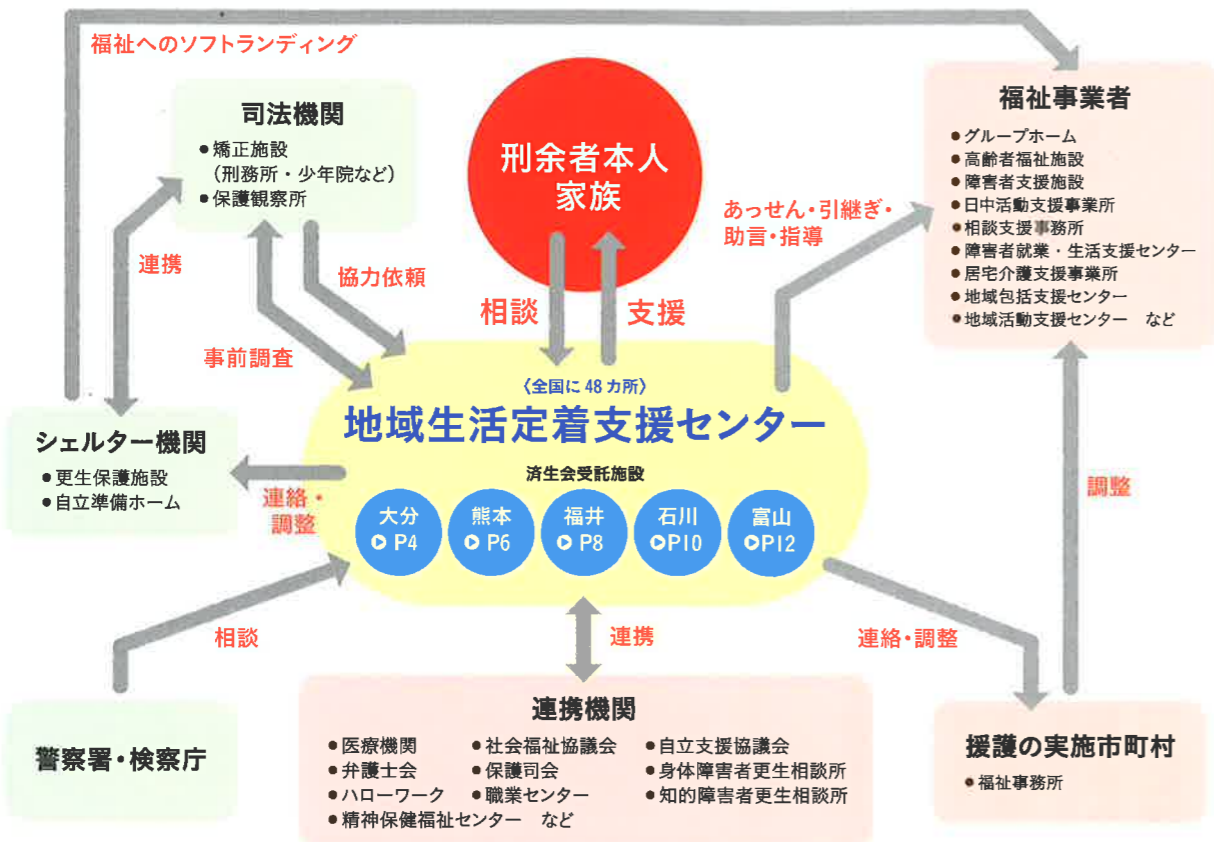 福祉へのソフトランディング
司法機関
●矯正施設
（刑務所・少年院など）
●保護観察所
刑余者本人
家族
福祉事業者
●グループホーム
●高齢者福祉施設
●障害者支援施設
●日中活動支援事業所
●相談支援事務所
●障害者就業・生活支援センター
●居宅介護支援事業所
●地域包括支援センター
●地域活動支援センター　など
あっせん・引継ぎ・
助言・指導
連携
協力依頼
事前調査
相談
支援
〈全国に48カ所〉
地域生活定着支援センター
済生会受託施設
大分
P4
熊本
P6
福井
P8
石川
P10
富山
P12
シェルター機関
●更生保護施設
●自立準備ホーム
連絡・
調整
調整
相談
連携
連絡・調整
警察署・検察庁
連携機関
●医療機関
●社会福祉協議会
●自立支援協議会
●弁護士会
●保護司会
●身体障害者更生相談所
●ハローワーク
●職業センター
●知的障害者更生相談所
●精神保健福祉センター　など
援護の実施市町村
●福祉事務所